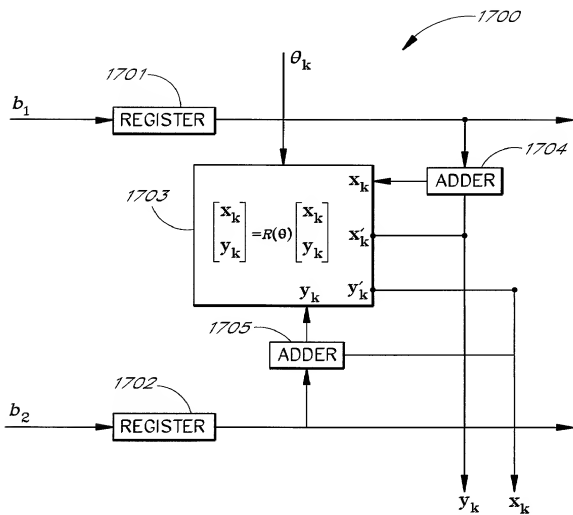 1700
θk
1701
b1
REGISTER
1704
ADDER
xk
1703
[xk yk] = R(θ) [xk yk]
x′k
y′k
yk
1705
ADDER
1702
b2
REGISTER
yk
xk